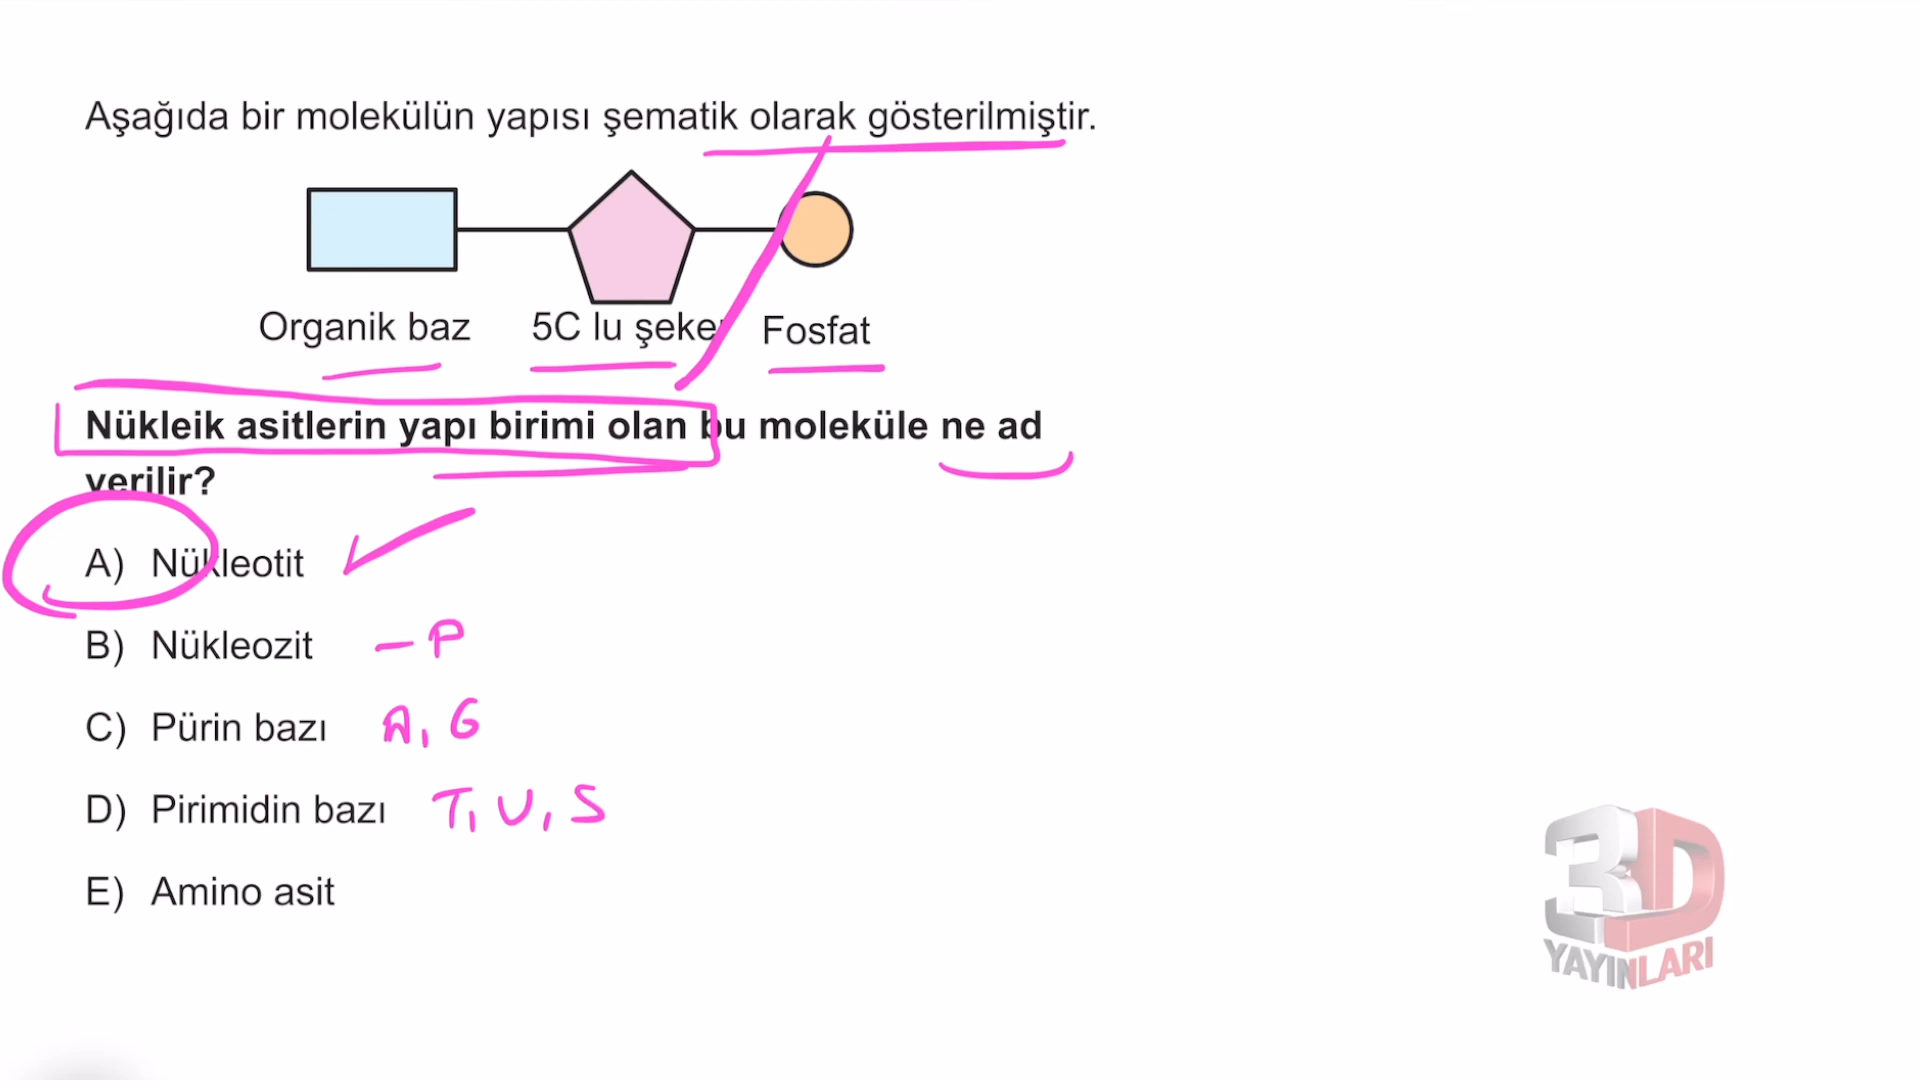 Aşağıda bir molekülün yapısı şematik olarak gösterilmiştir.
Organik baz 5C lu şeker Fosfat
Nükleik asitlerin yapı birimi olan bu moleküle ne ad
verilir?
A) Nükleotit
B) Nükleozit - P
C) Pürin bazı A, G
D) Pirimidin bazı T, U, S
E) Amino asit
3D
YAYINLARI